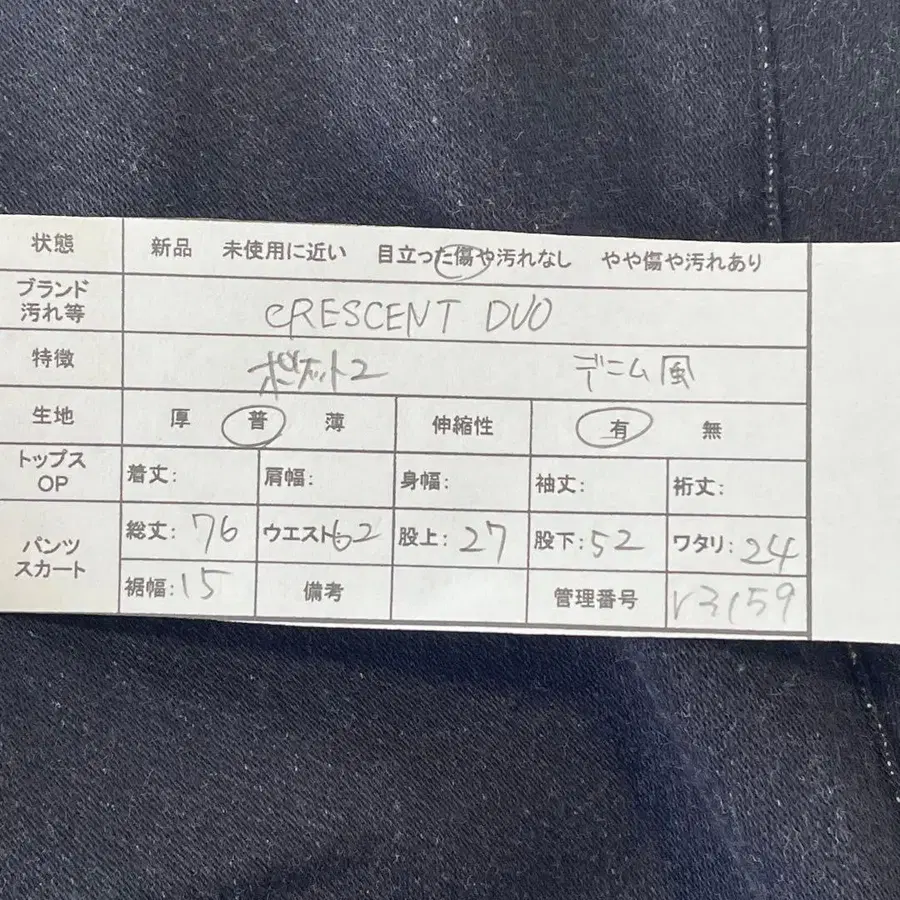 状態 新品 未使用に近い 目立った傷や汚れなし やや傷や汚れあり
ブランド
汚れ等 CRESCENT DUO
特徴 ポケット2 デニム風
生地 厚 普 薄 伸縮性 有 無
トップス
OP 着丈: 肩幅: 身幅: 袖丈: 裄丈:
パンツ
スカート 総丈: 76 ウエスト: 62 股上: 27 股下: 52 ワタリ: 24
裾幅: 15 備考 管理番号 r3159